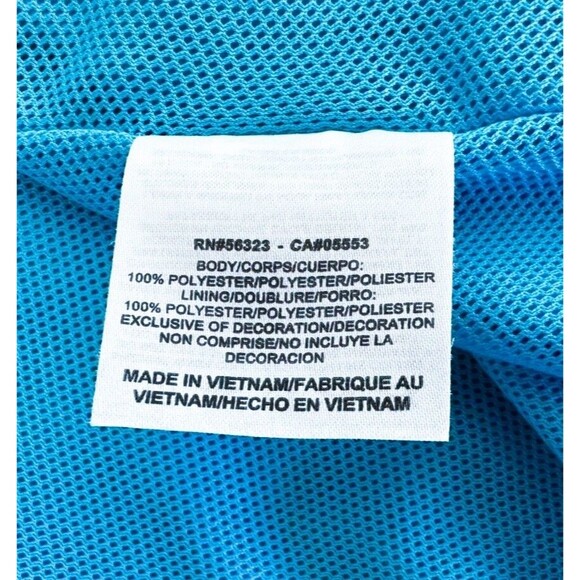 RN#56323 - CA#05553
BODY/CORPS/CUERPO:
100% POLYESTER/POLYESTER/POLIESTER
LINING/DOUBLURE/FORRO:
100% POLYESTER/POLYESTER/POLIESTER
EXCLUSIVE OF DECORATION/DECORATION
NON COMPRISE/NO INCLUYE LA
DECORACION
MADE IN VIETNAM/FABRIQUE AU
VIETNAM/HECHO EN VIETNAM